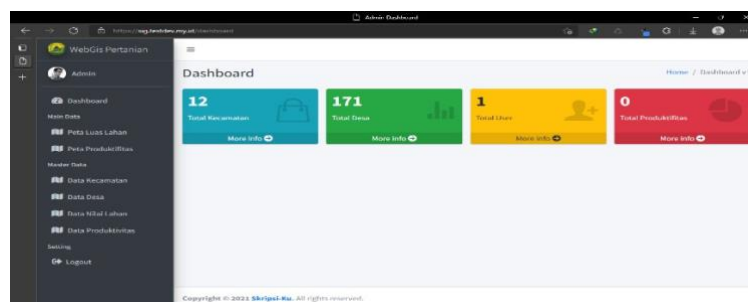 Admin Dashboard
WebGis Pertanian
Admin
Dashboard
Main Data
Peta Luas Lahan
Peta Produktifitas
Master Data
Data Kecamatan
Data Desa
Data Nilai Lahan
Data Produktivitas
Setting
Logout
Dashboard
Home / Dashboard v
12
Total Kecamatan
More info
171
Total Desa
More info
1
Total User
More info
0
Total Produktifitas
More info
Copyright © 2021 Skripsi-Ku. All rights reserved.